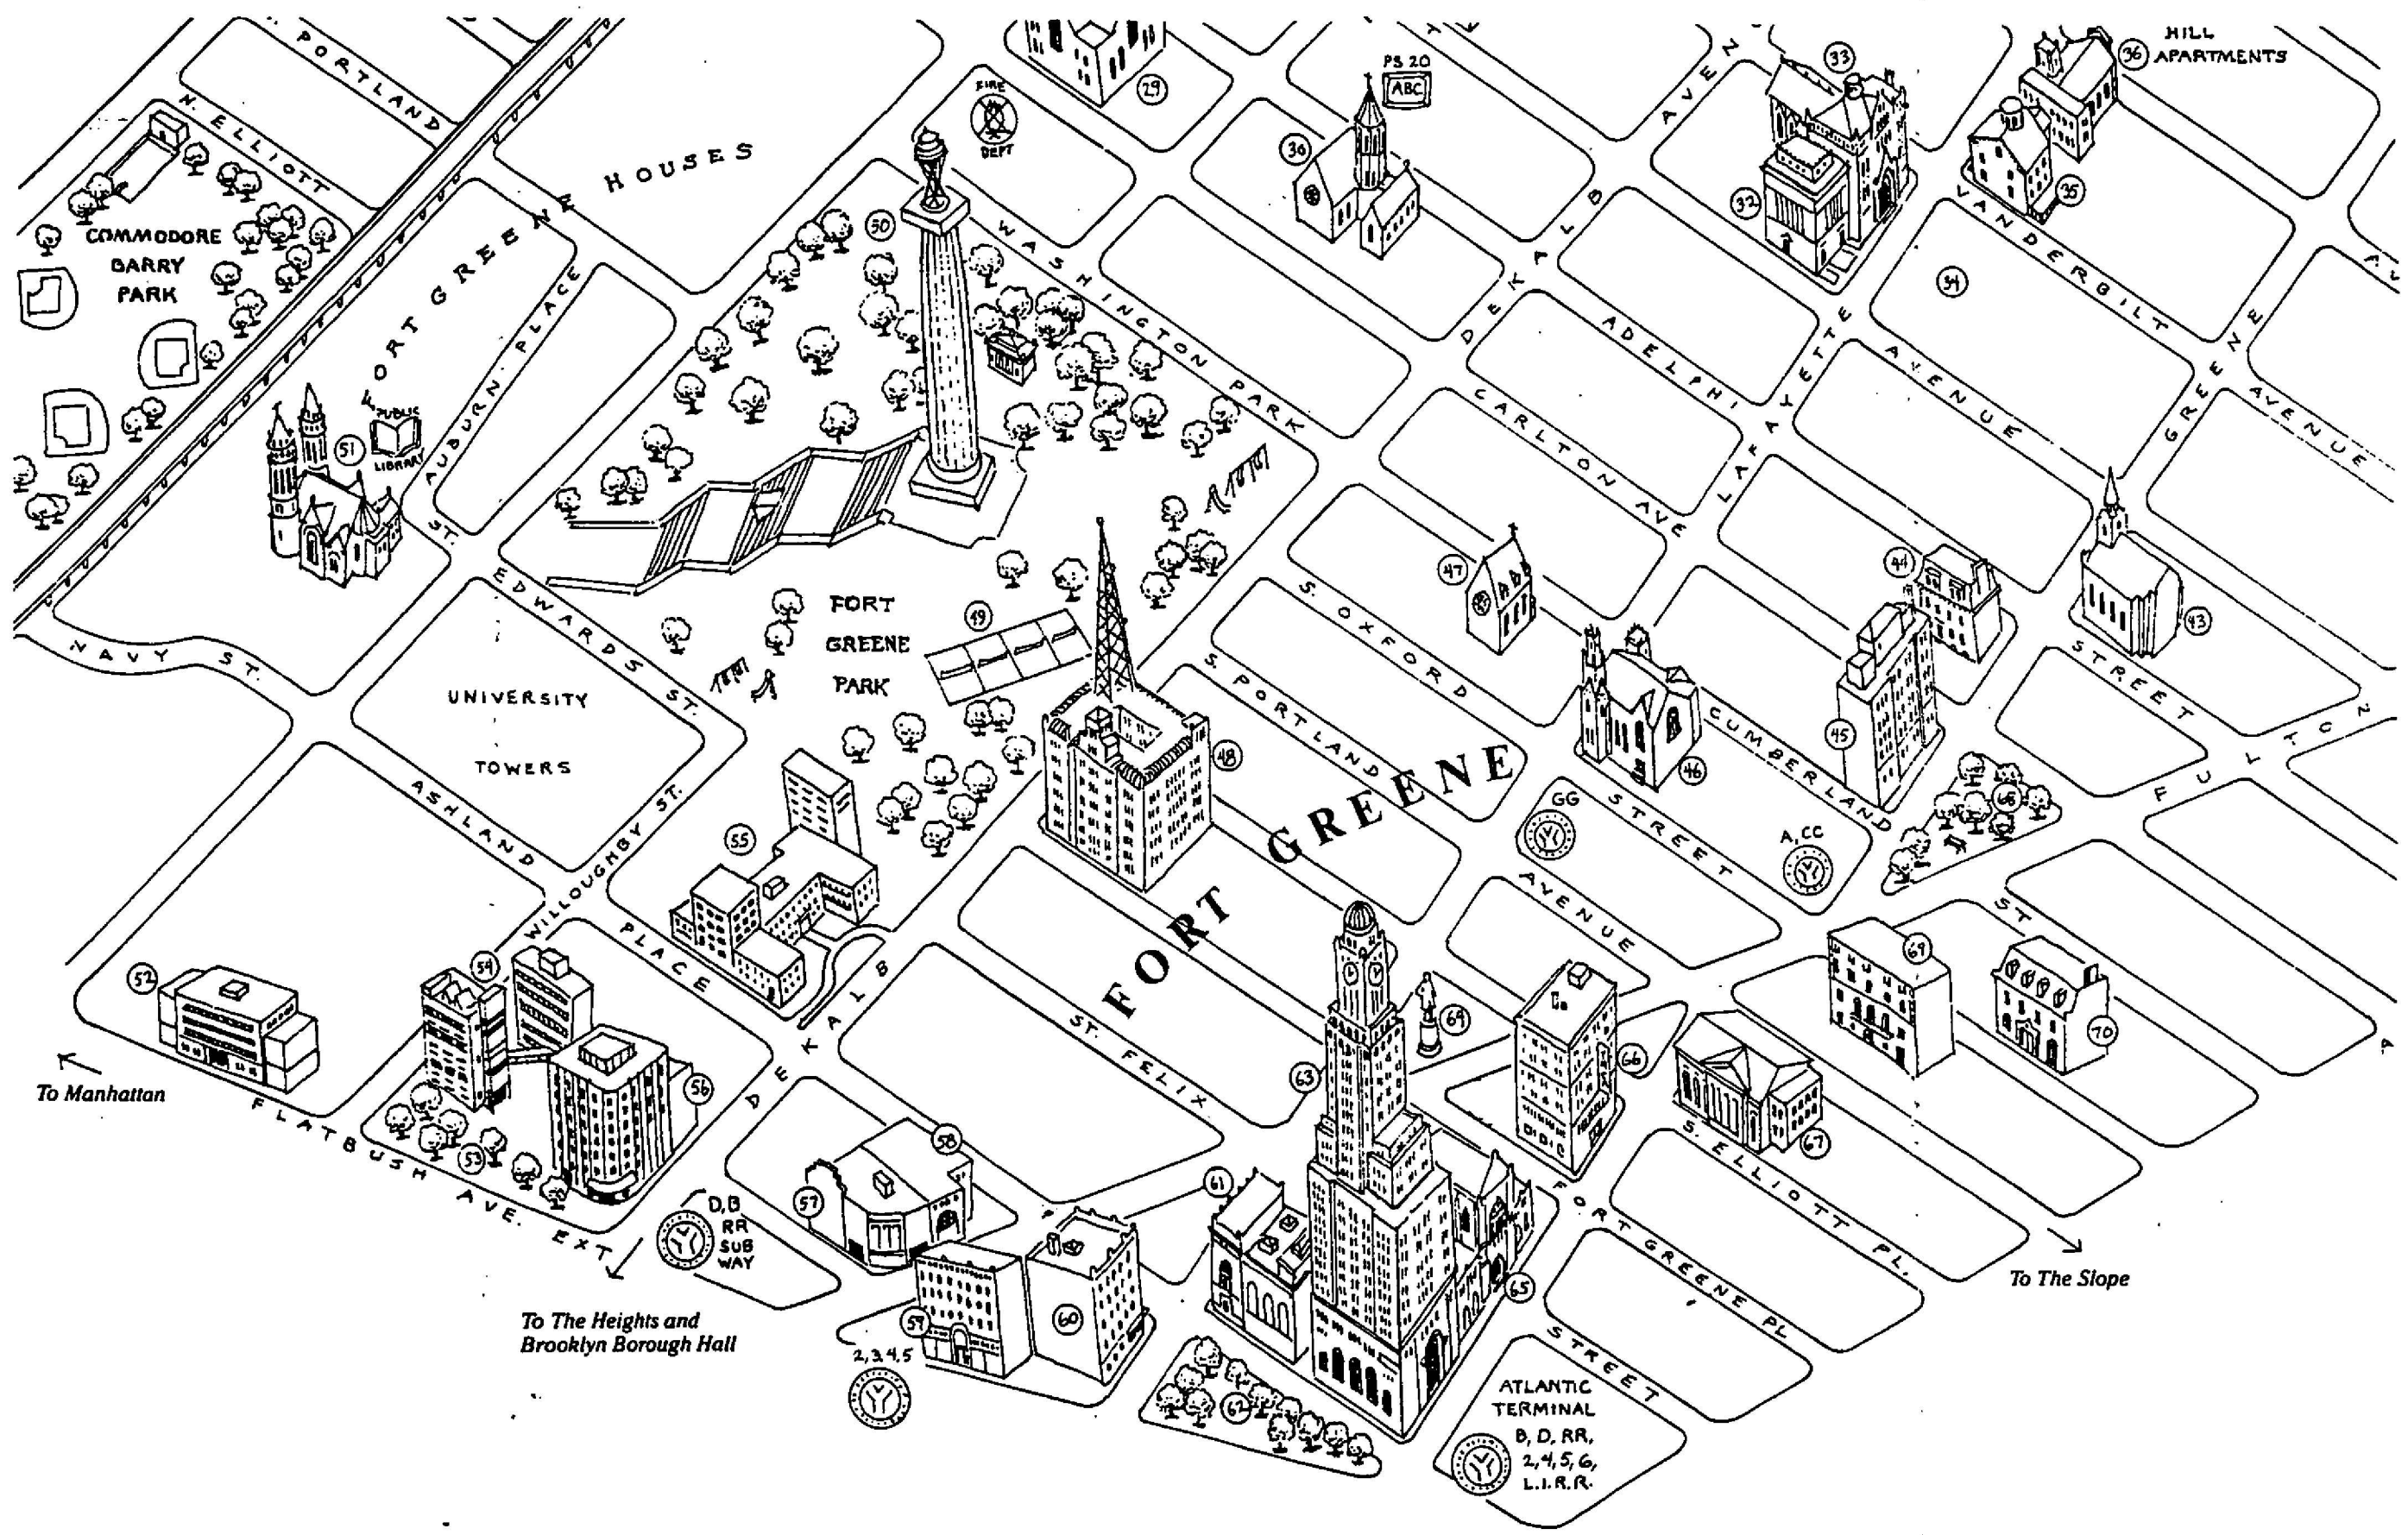 PORTLAND
N. ELLIOTT
COMMODORE
BARRY
PARK
FORT GREENE HOUSES
AUBURN PLACE
51
PUBLIC
LIBRARY
NAVY ST.
ST. EDWARDS ST.
UNIVERSITY
TOWERS
ASHLAND PLACE
WILLOUGHBY ST.
FIRE
DEPT
50
WASHINGTON PARK
29
PS 20
ABC
30
DEKALB AVEN
33
32
HILL
APARTMENTS
36
35
34
VANDERBILT AVENUE
ADELPHI STREET
CARLTON AVE
LAFAYETTE AVENUE
GREENE AVENUE
FORT
GREENE
PARK
49
48
47
46
45
44
43
S. OXFORD STREET
S. PORTLAND AVENUE
CUMBERLAND ST
FULTON
68
GG
A, CC
FORT GREENE
55
52
54
53
56
To Manhattan
FLATBUSH AVE. EXT
DEKALB
ST. FELIX
D, B
RR
SUB
WAY
To The Heights and
Brooklyn Borough Hall
57
58
59
60
2, 3, 4, 5
61
62
63
64
65
66
67
69
70
S. ELLIOTT PL.
FORT GREENE PL
STREET
To The Slope
ATLANTIC
TERMINAL
B, D, RR,
2, 4, 5, 6,
L.I.R.R.